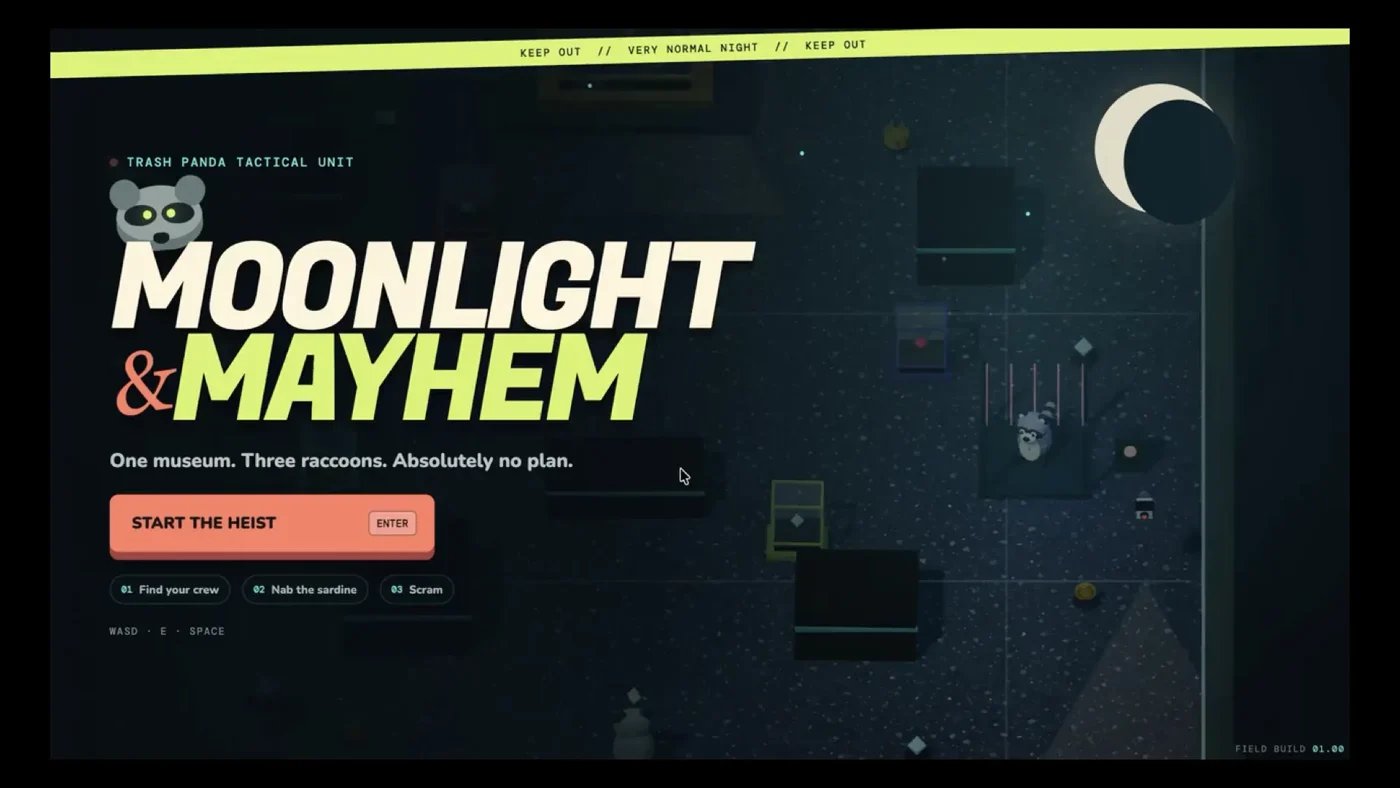 KEEP OUT // VERY NORMAL NIGHT // KEEP OUT
TRASH PANDA TACTICAL UNIT
MOONLIGHT
&MAYHEM
One museum. Three raccoons. Absolutely no plan.
START THE HEIST ENTER
01 Find your crew 02 Nab the sardine 03 Scram
WASD · E · SPACE
FIELD BUILD 01.00